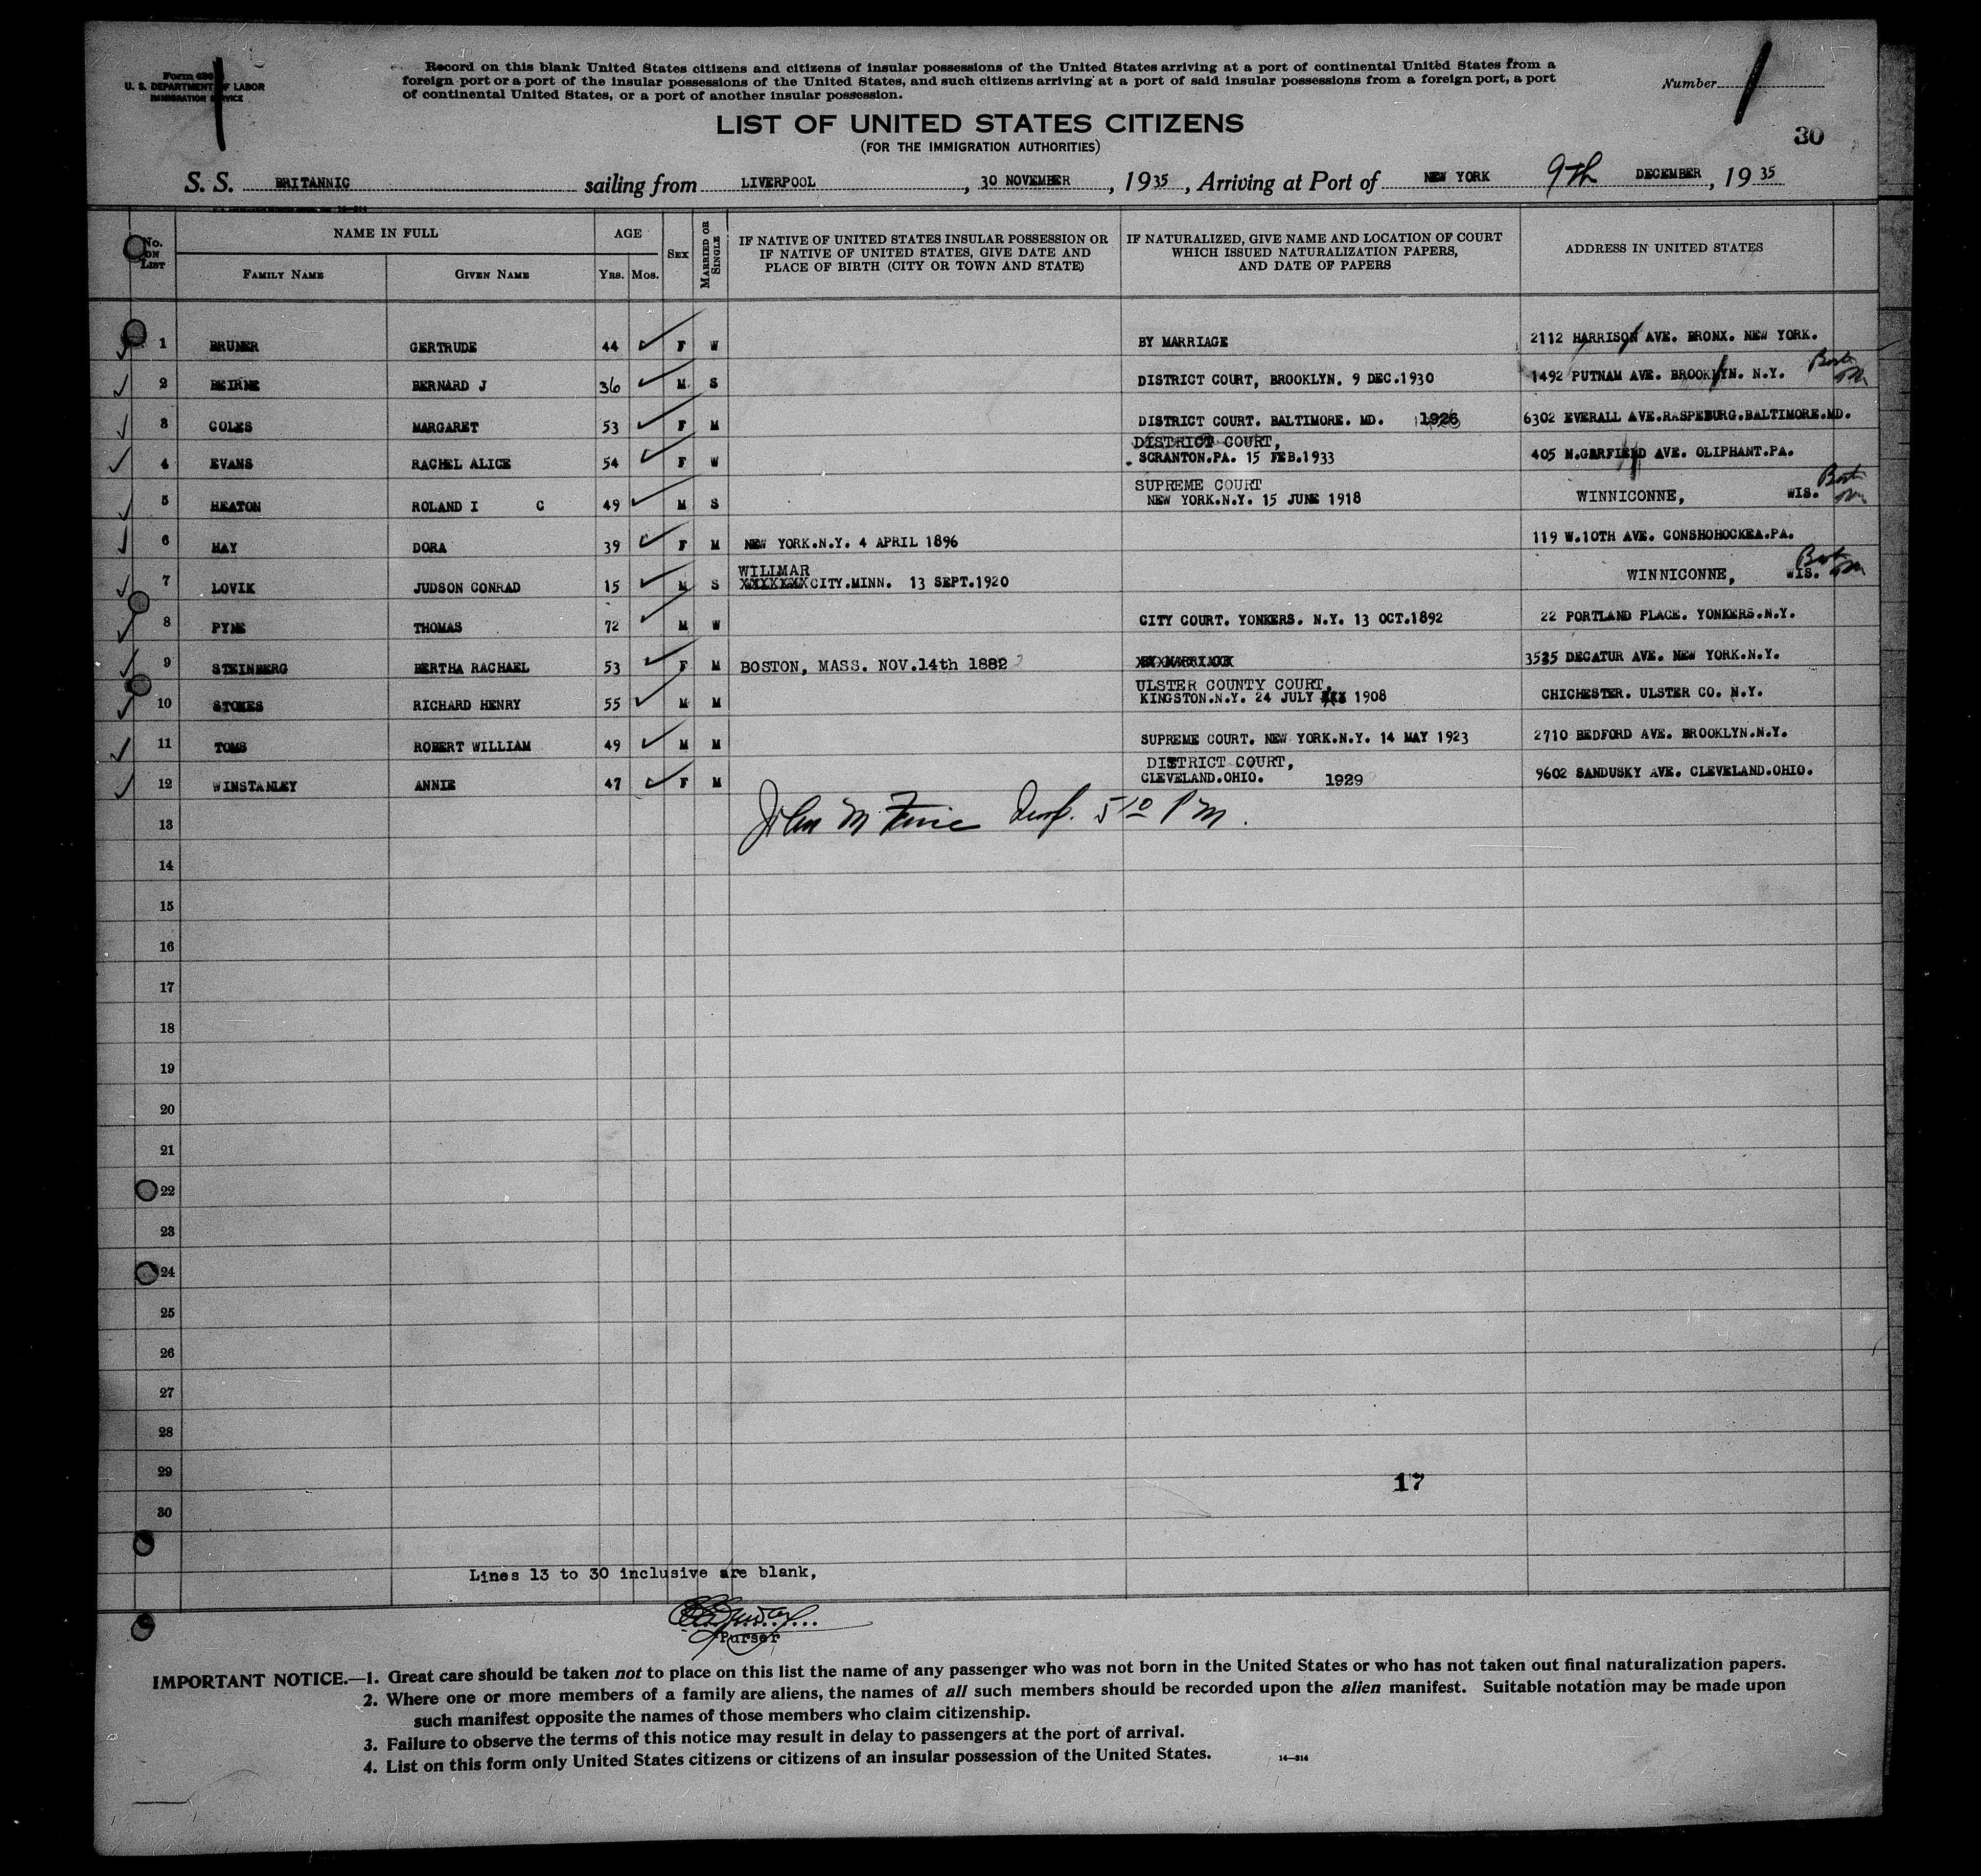 Form 630
U. S. DEPARTMENT OF LABOR
IMMIGRATION SERVICE
Record on this blank United States citizens and citizens of insular possessions of the United States arriving at a port of continental United States from a
foreign port or a port of the insular possessions of the United States, and such citizens arriving at a port of said insular possessions from a foreign port, a port
of continental United States, or a port of another insular possession.
Number 1
30
LIST OF UNITED STATES CITIZENS
(FOR THE IMMIGRATION AUTHORITIES)
S. S. BRITANNIC sailing from LIVERPOOL, 30 NOVEMBER, 1935, Arriving at Port of NEW YORK 9th DECEMBER, 1935
No. ON LIST
NAME IN FULL
FAMILY NAME
GIVEN NAME
AGE
YRS. MOS.
SEX
MARRIED OR SINGLE
IF NATIVE OF UNITED STATES INSULAR POSSESSION OR
IF NATIVE OF UNITED STATES, GIVE DATE AND
PLACE OF BIRTH (CITY OR TOWN AND STATE)
IF NATURALIZED, GIVE NAME AND LOCATION OF COURT
WHICH ISSUED NATURALIZATION PAPERS,
AND DATE OF PAPERS
ADDRESS IN UNITED STATES
1 BRUNER GERTRUDE 44 F W BY MARRIAGE 2112 HARRISON AVE. BRONX. NEW YORK.
2 BEIRNE BERNARD J 36 M S DISTRICT COURT, BROOKLYN. 9 DEC.1930 1492 PUTNAM AVE. BROOKLYN. N.Y.
3 COLES MARGARET 53 F M DISTRICT COURT. BALTIMORE. MD. 1926 6302 EVERALL AVE.RASPEBURG.BALTIMORE.MD.
DISTRICT COURT,
4 EVANS RACHEL ALICE 54 F W SCRANTON.PA. 15 FEB.1933 405 N.GARFIELD AVE. OLIPHANT.PA.
SUPREME COURT
5 HEATON ROLAND I C 49 M S NEW YORK.N.Y. 15 JUNE 1918 WINNICONNE, WIS.
6 HAY DORA 39 F M NEW YORK.N.Y. 4 APRIL 1896 119 W.10TH AVE. CONSHOHOCKEA.PA.
WILLMAR
7 LOVIK JUDSON CONRAD 15 M S XXXXXXX CITY.MINN. 13 SEPT.1920 WINNICONNE, WIS.
8 PYNE THOMAS 72 M W CITY COURT. YONKERS. N.Y. 13 OCT.1892 22 PORTLAND PLACE. YONKERS.N.Y.
9 STEINBERG BERTHA RACHAEL 53 F M BOSTON, MASS. NOV.14th 1882 3525 DECATUR AVE. NEW YORK.N.Y.
ULSTER COUNTY COURT,
10 STOKES RICHARD HENRY 55 M M KINGSTON.N.Y. 24 JULY 1908 CHICHESTER. ULSTER CO. N.Y.
11 TOMS ROBERT WILLIAM 49 M M SUPREME COURT. NEW YORK.N.Y. 14 MAY 1923 2710 BEDFORD AVE. BROOKLYN.N.Y.
DISTRICT COURT,
12 WINSTANLEY ANNIE 47 F M CLEVELAND.OHIO. 1929 9602 SANDUSKY AVE. CLEVELAND.OHIO.
13 John M 5 10 PM.
14
15
16
17
18
19
20
21
22
23
24
25
26
27
28
29
17
30
Lines 13 to 30 inclusive are blank,
Purser
IMPORTANT NOTICE.—1. Great care should be taken not to place on this list the name of any passenger who was not born in the United States or who has not taken out final naturalization papers.
2. Where one or more members of a family are aliens, the names of all such members should be recorded upon the alien manifest. Suitable notation may be made upon
such manifest opposite the names of those members who claim citizenship.
3. Failure to observe the terms of this notice may result in delay to passengers at the port of arrival.
4. List on this form only United States citizens or citizens of an insular possession of the United States.
14—314